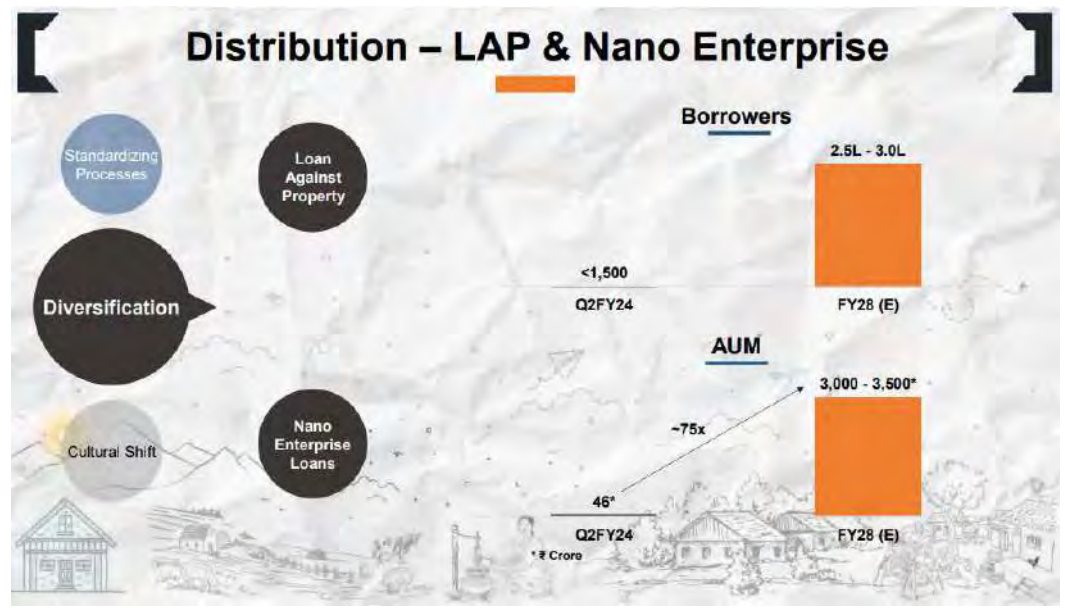 Distribution – LAP & Nano Enterprise
Standardizing
Processes
Diversification
Cultural Shift
Loan
Against
Property
Nano
Enterprise
Loans
Borrowers
2.5L - 3.0L
<1,500
Q2FY24
FY28 (E)
AUM
3,000 - 3,500*
~75x
46*
Q2FY24
FY28 (E)
* ₹ Crore